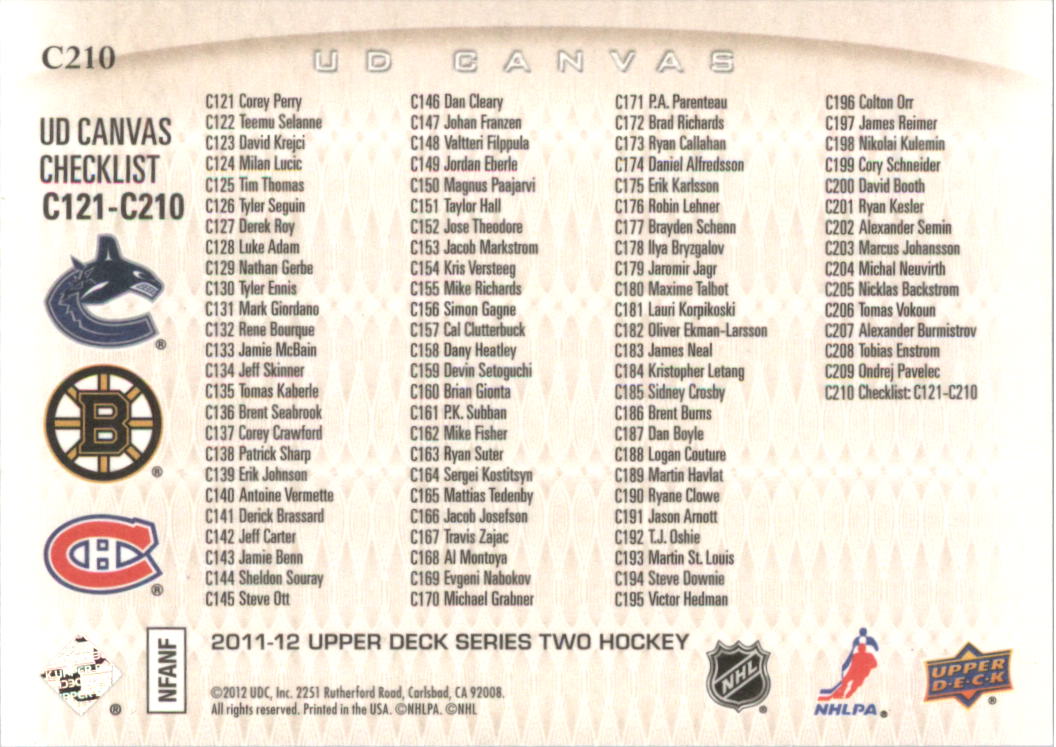 C210
UD CANVAS
UD CANVAS
CHECKLIST
C121-C210
C121 Corey Perry
C122 Teemu Selanne
C123 David Krejci
C124 Milan Lucic
C125 Tim Thomas
C126 Tyler Seguin
C127 Derek Roy
C128 Luke Adam
C129 Nathan Gerbe
C130 Tyler Ennis
C131 Mark Giordano
C132 Rene Bourque
C133 Jamie McBain
C134 Jeff Skinner
C135 Tomas Kaberle
C136 Brent Seabrook
C137 Corey Crawford
C138 Patrick Sharp
C139 Erik Johnson
C140 Antoine Vermette
C141 Derick Brassard
C142 Jeff Carter
C143 Jamie Benn
C144 Sheldon Souray
C145 Steve Ott
C146 Dan Cleary
C147 Johan Franzen
C148 Valtteri Filppula
C149 Jordan Eberle
C150 Magnus Paajarvi
C151 Taylor Hall
C152 Jose Theodore
C153 Jacob Markstrom
C154 Kris Versteeg
C155 Mike Richards
C156 Simon Gagne
C157 Cal Clutterbuck
C158 Dany Heatley
C159 Devin Setoguchi
C160 Brian Gionta
C161 P.K. Subban
C162 Mike Fisher
C163 Ryan Suter
C164 Sergei Kostitsyn
C165 Mattias Tedenby
C166 Jacob Josefson
C167 Travis Zajac
C168 Al Montoya
C169 Evgeni Nabokov
C170 Michael Grabner
C171 P.A. Parenteau
C172 Brad Richards
C173 Ryan Callahan
C174 Daniel Alfredsson
C175 Erik Karlsson
C176 Robin Lehner
C177 Brayden Schenn
C178 Ilya Bryzgalov
C179 Jaromir Jagr
C180 Maxime Talbot
C181 Lauri Korpikoski
C182 Oliver Ekman-Larsson
C183 James Neal
C184 Kristopher Letang
C185 Sidney Crosby
C186 Brent Burns
C187 Dan Boyle
C188 Logan Couture
C189 Martin Havlat
C190 Ryane Clowe
C191 Jason Arnott
C192 T.J. Oshie
C193 Martin St. Louis
C194 Steve Downie
C195 Victor Hedman
C196 Colton Orr
C197 James Reimer
C198 Nikolai Kulemin
C199 Cory Schneider
C200 David Booth
C201 Ryan Kesler
C202 Alexander Semin
C203 Marcus Johansson
C204 Michal Neuvirth
C205 Nicklas Backstrom
C206 Tomas Vokoun
C207 Alexander Burmistrov
C208 Tobias Enstrom
C209 Ondrej Pavelec
C210 Checklist: C121-C210
B
®
®
®
NFANF
2011-12 UPPER DECK SERIES TWO HOCKEY
©2012 UDC, Inc. 2251 Rutherford Road, Carlsbad, CA 92008.
All rights reserved. Printed in the USA. ©NHLPA. ©NHL
NHL
NHLPA
UPPER
D·E·C·K